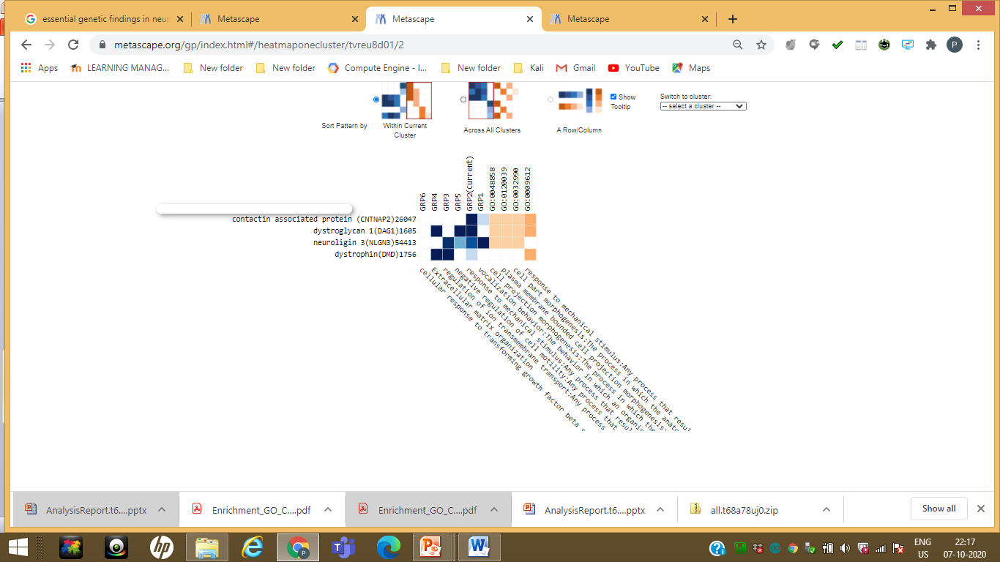 essential genetic findings in neur
Metascape
Metascape
Metascape
metascape.org/gp/index.html#/heatmaponecluster/tvreu8d01/2
P
Apps
LEARNING MANAG...
New folder
New folder
Compute Engine - I...
New folder
Kali
Gmail
YouTube
Maps
Sort Pattern by
Within Current
Cluster
Across All Clusters
A Row/Column
Show
Tooltip
Switch to cluster:
-- select a cluster --
GRP6
GRP4
GRP3
GRP5
GRP2(Current)
GRP1
GO:0048858
GO:0120039
GO:0032990
GO:0009612
contactin associated protein (CNTNAP2)26047
dystroglycan 1(DAG1)1605
neuroligin 3(NLGN3)54413
dystrophin(DMD)1756
cellular response to transforming growth factor beta s
Extracellular matrix organization
regulation of ion transmembrane transport:Any process
negative regulation of cell motility:Any process that
response to mechanical stimulus:Any process that resul
vocalization behavior:The behavior in which an organis
cell projection morphogenesis:The process in which the
plasma membrane bounded cell projection morphogenesis:
cell part morphogenesis:The process in which the anato
response to mechanical stimulus:Any process that resul
AnalysisReport.t6....pptx
Enrichment_GO_C....pdf
Enrichment_GO_C....pdf
AnalysisReport.t6....pptx
all.t68a78uj0.zip
Show all
ENG
US
22:17
07-10-2020